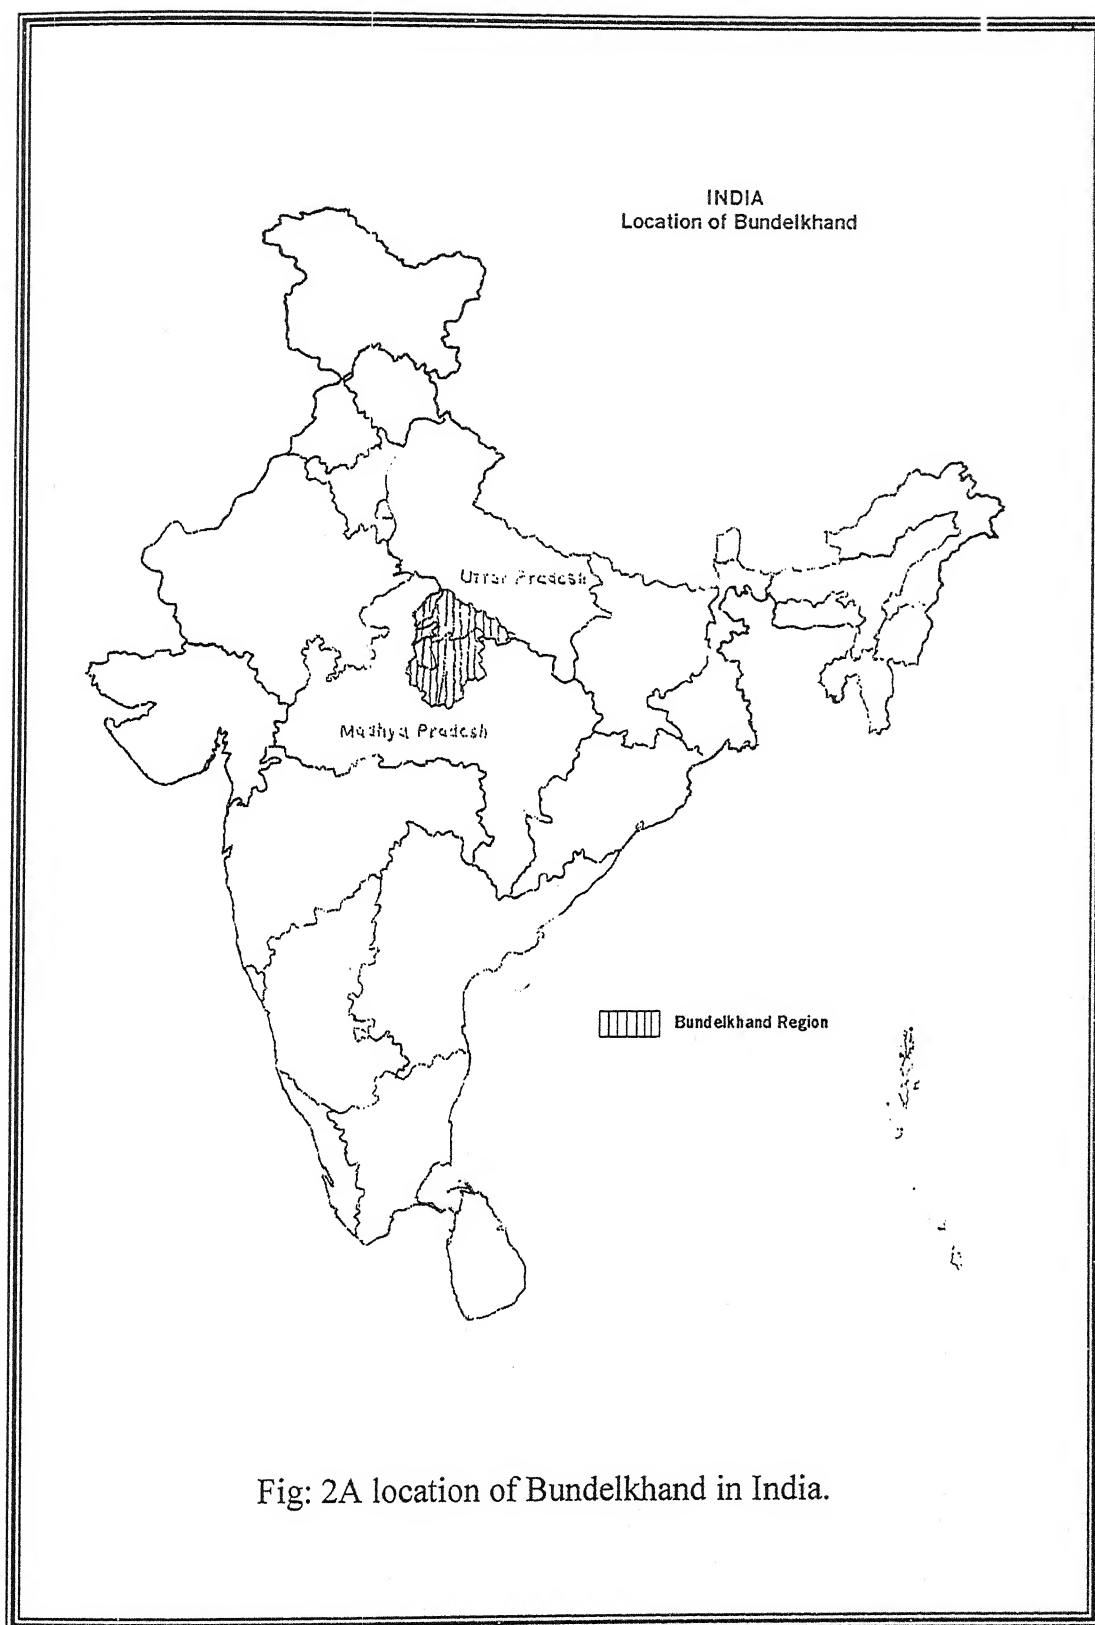 INDIA
Location of Bundelkhand
Uttar Pradesh
Madhya Pradesh
Bundelkhand Region
Fig: 2A location of Bundelkhand in India.